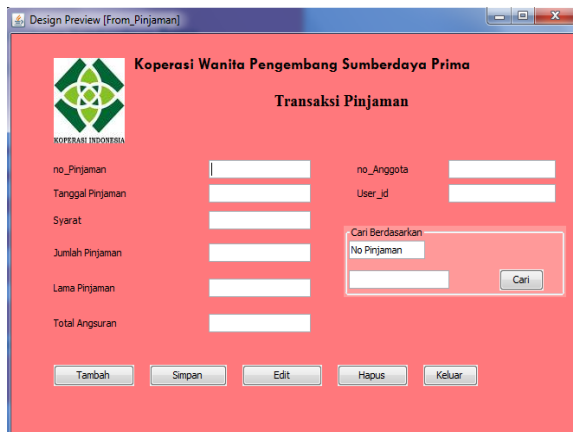 Design Preview [From_Pinjaman]
Koperasi Wanita Pengembang Sumberdaya Prima
Transaksi Pinjaman
KOPERASI INDONESIA
no_Pinjaman
no_Anggota
Tanggal Pinjaman
User_id
Syarat
Cari Berdasarkan
Jumlah Pinjaman
No Pinjaman
Lama Pinjaman
Cari
Total Angsuran
Tambah
Simpan
Edit
Hapus
Keluar